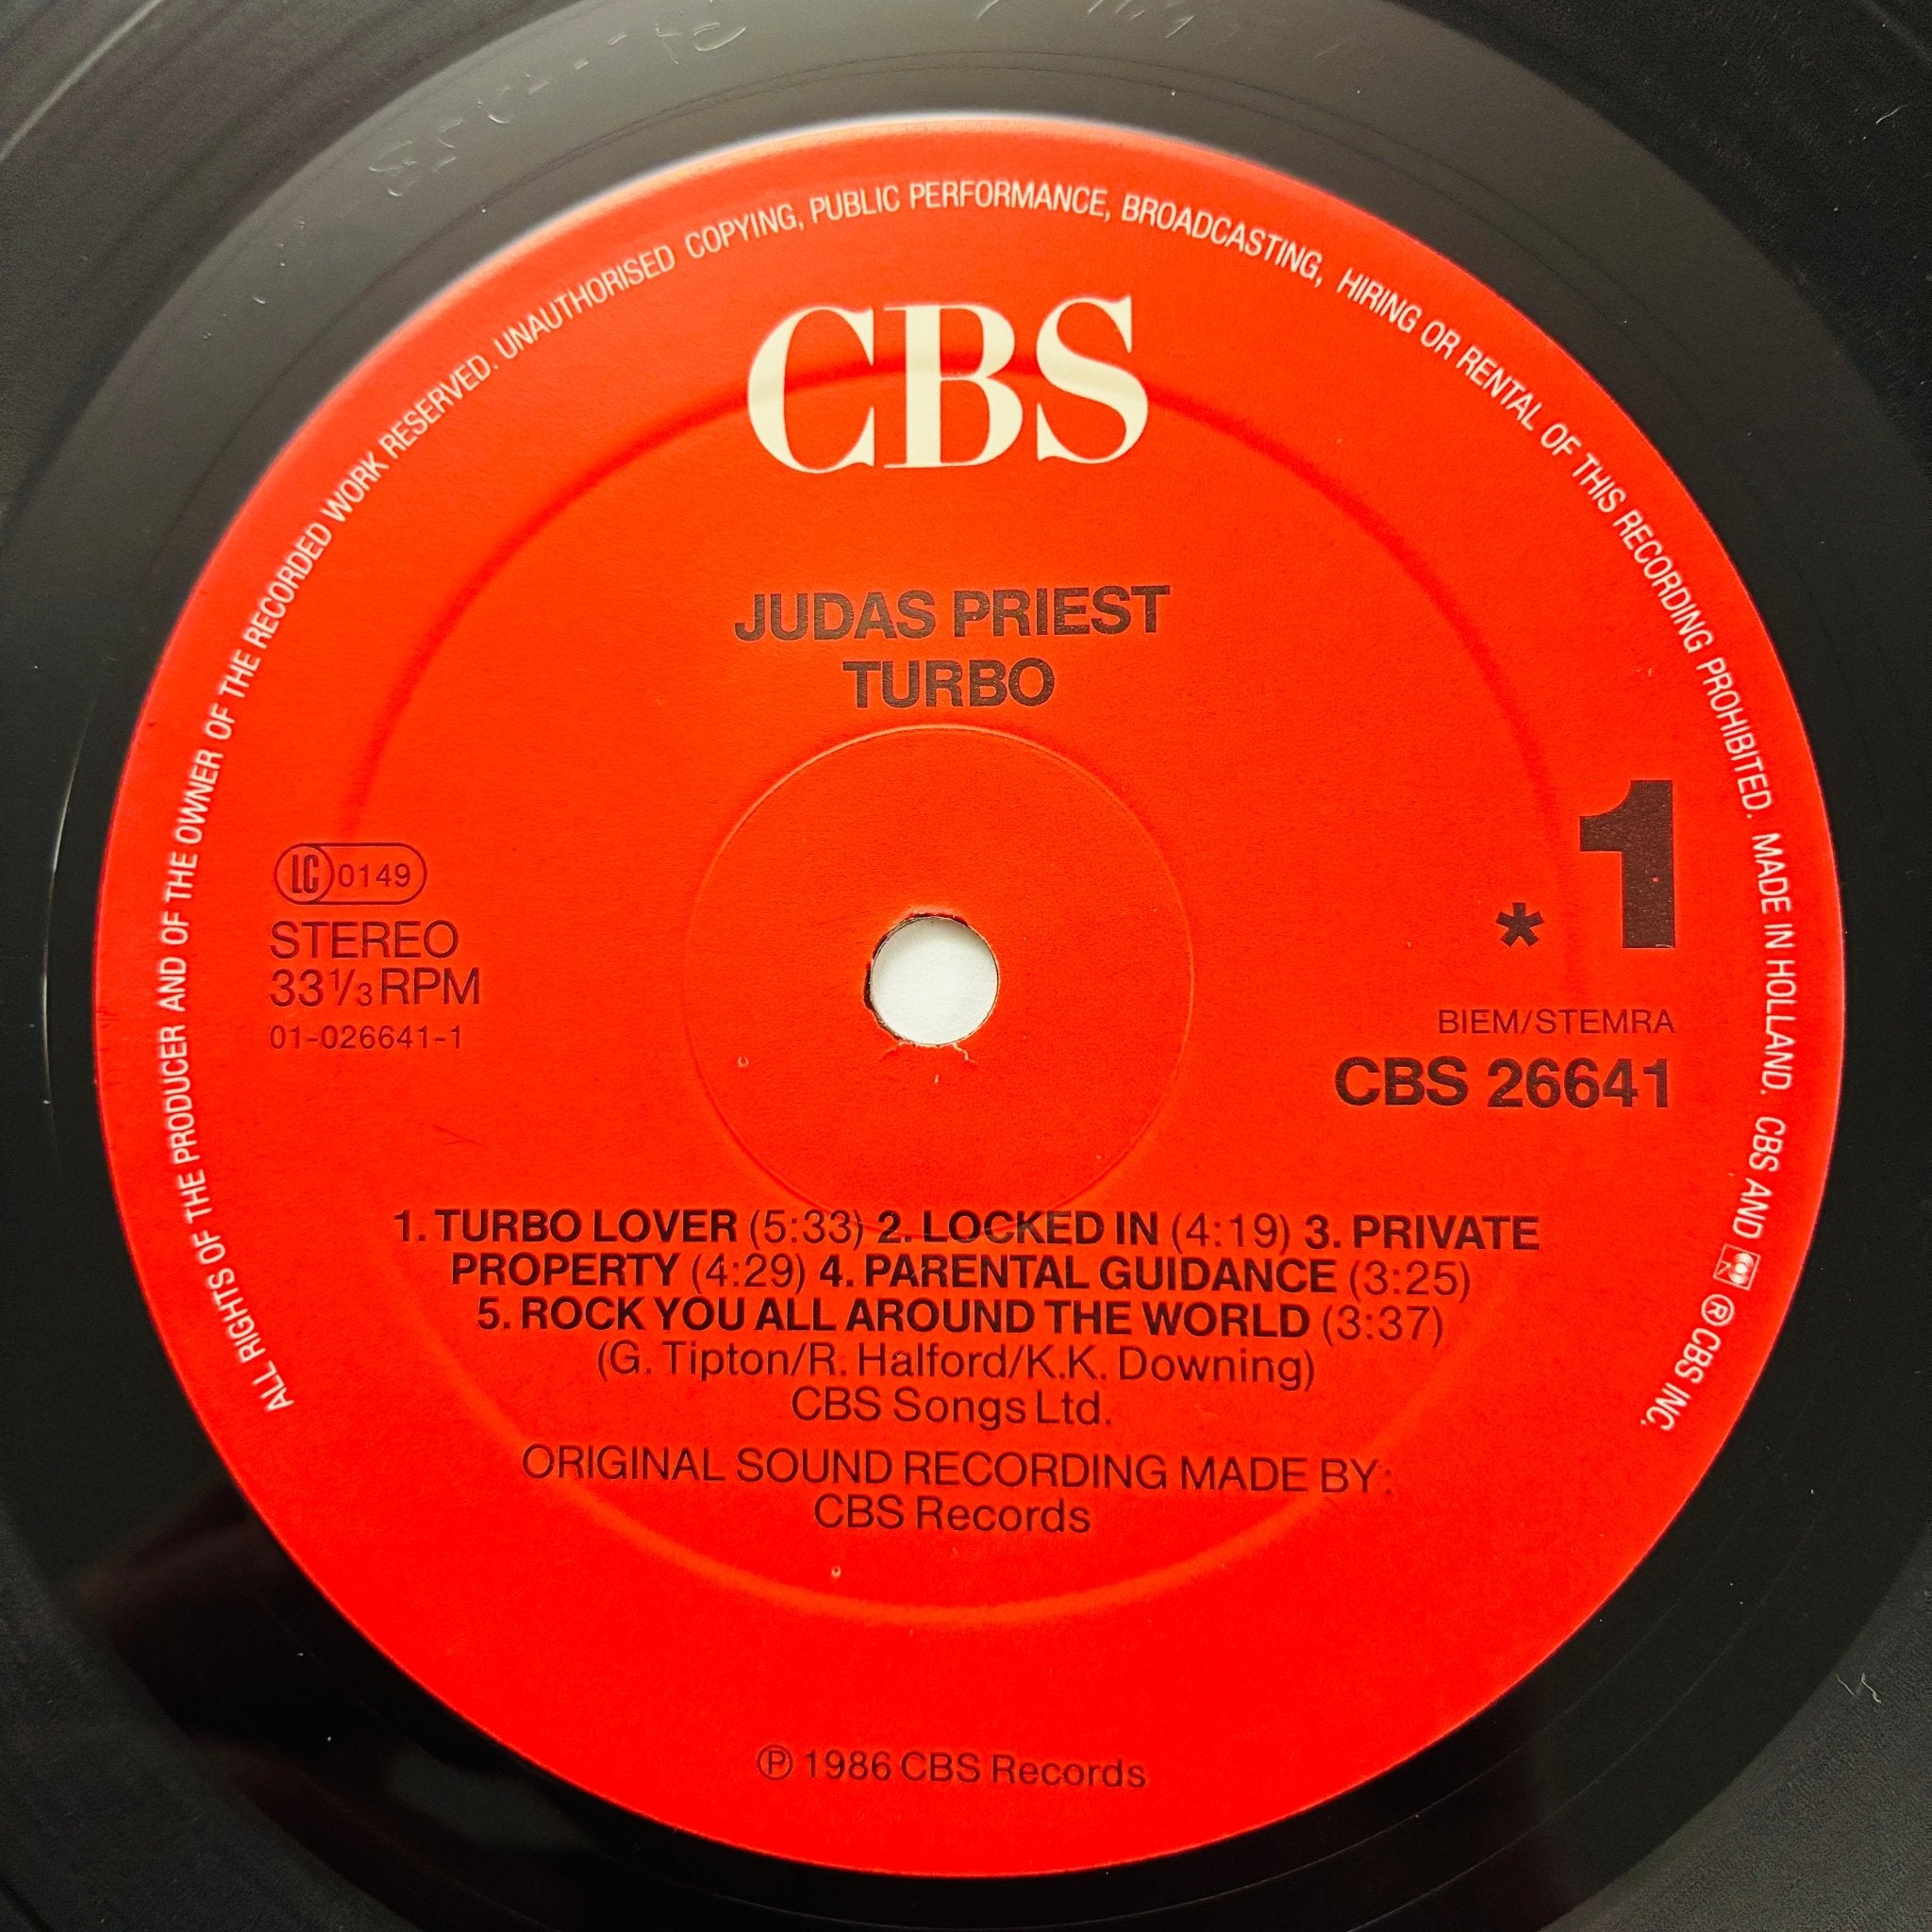 ALL RIGHTS OF THE PRODUCER AND OF THE OWNER OF THE RECORDED WORK RESERVED. UNAUTHORISED COPYING, PUBLIC PERFORMANCE, BROADCASTING, HIRING OR RENTAL OF THIS RECORDING PROHIBITED. MADE IN HOLLAND. CBS AND ℗ CBS INC.
CBS
JUDAS PRIEST
TURBO
LC 0149
STEREO
33 1/3 RPM
01-026641-1
* 1
BIEM/STEMRA
CBS 26641
1. TURBO LOVER (5:33) 2. LOCKED IN (4:19) 3. PRIVATE
PROPERTY (4:29) 4. PARENTAL GUIDANCE (3:25)
5. ROCK YOU ALL AROUND THE WORLD (3:37)
(G. Tipton/R. Halford/K.K. Downing)
CBS Songs Ltd.
ORIGINAL SOUND RECORDING MADE BY:
CBS Records
℗ 1986 CBS Records